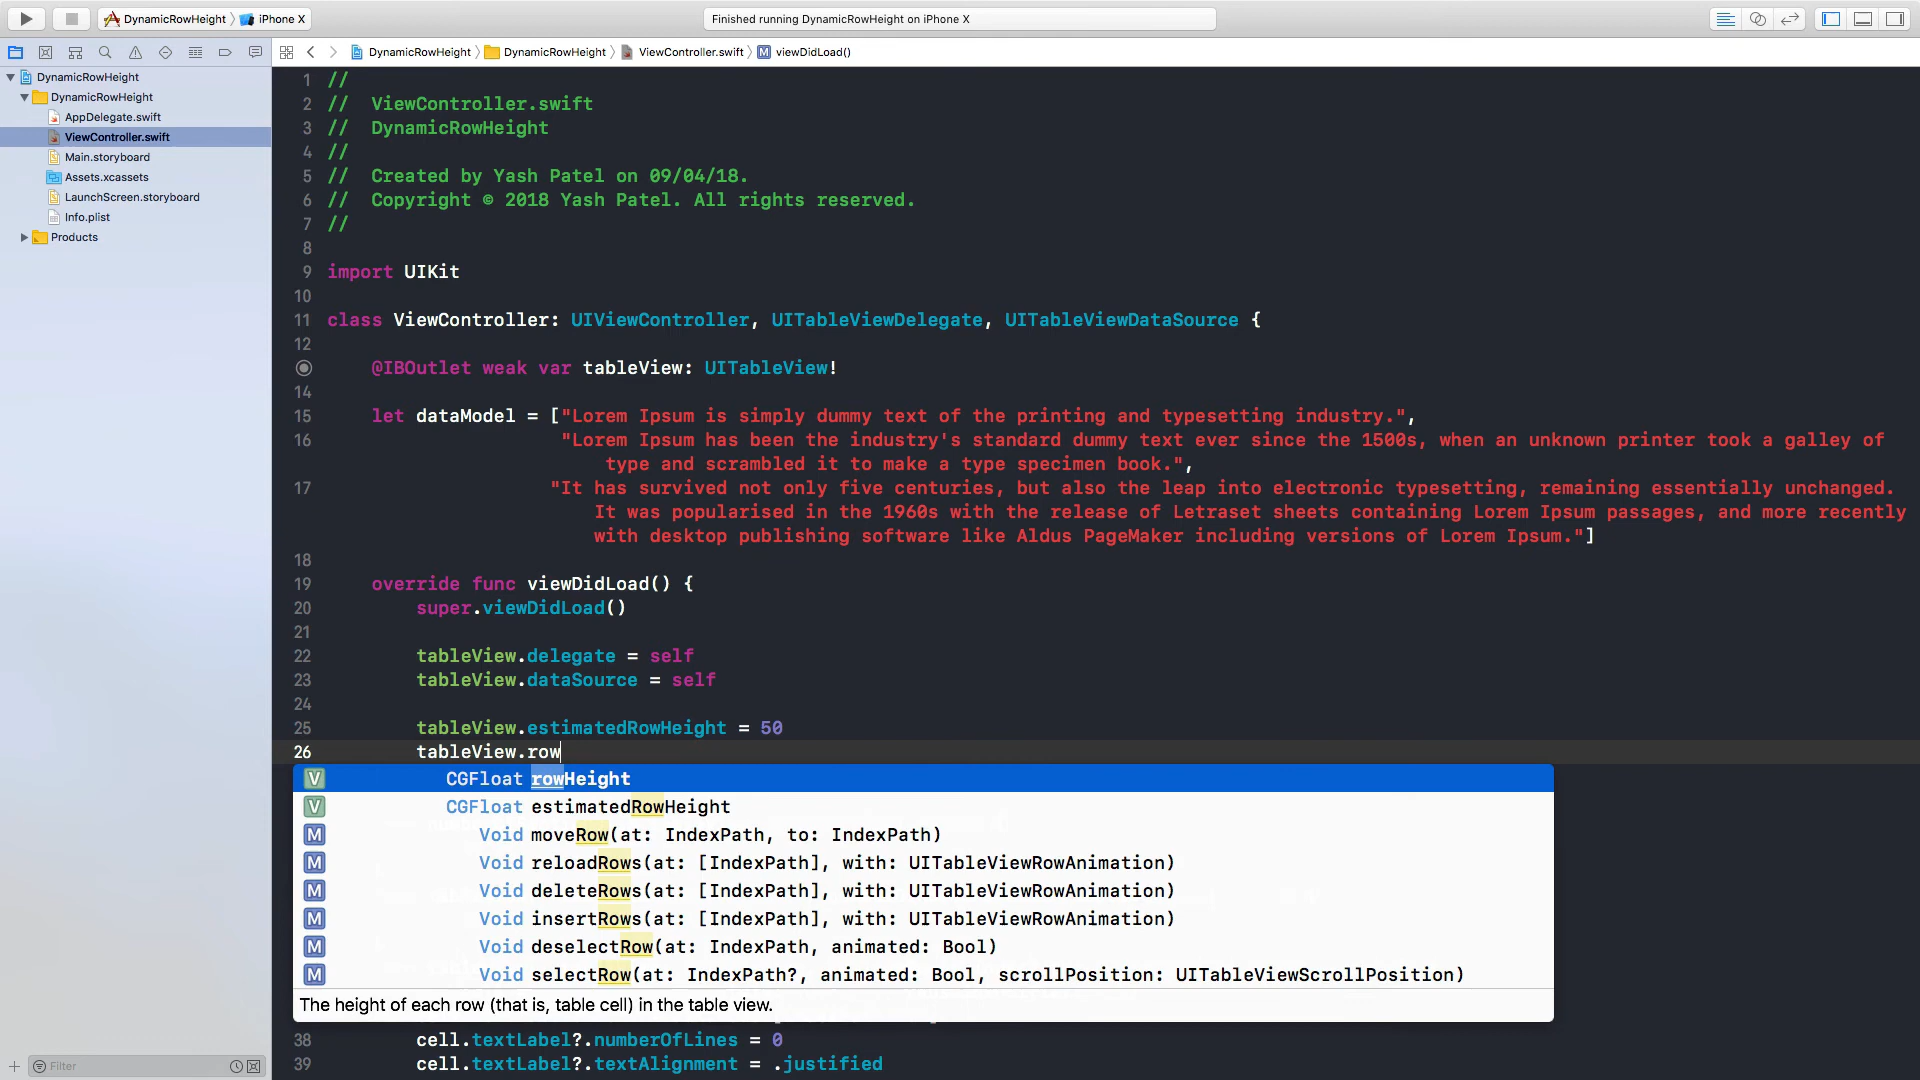 DynamicRowHeight iPhone X
Finished running DynamicRowHeight on iPhone X
DynamicRowHeight DynamicRowHeight ViewController.swift M viewDidLoad()
DynamicRowHeight
DynamicRowHeight
AppDelegate.swift
ViewController.swift
Main.storyboard
Assets.xcassets
LaunchScreen.storyboard
Info.plist
Products
Filter
1 //
2 // ViewController.swift
3 // DynamicRowHeight
4 //
5 // Created by Yash Patel on 09/04/18.
6 // Copyright © 2018 Yash Patel. All rights reserved.
7 //
8
9 import UIKit
10
11 class ViewController: UIViewController, UITableViewDelegate, UITableViewDataSource {
12
@IBOutlet weak var tableView: UITableView!
14
15 let dataModel = ["Lorem Ipsum is simply dummy text of the printing and typesetting industry.",
16 "Lorem Ipsum has been the industry's standard dummy text ever since the 1500s, when an unknown printer took a galley of
type and scrambled it to make a type specimen book.",
17 "It has survived not only five centuries, but also the leap into electronic typesetting, remaining essentially unchanged.
It was popularised in the 1960s with the release of Letraset sheets containing Lorem Ipsum passages, and more recently
with desktop publishing software like Aldus PageMaker including versions of Lorem Ipsum."]
18
19 override func viewDidLoad() {
20 super.viewDidLoad()
21
22 tableView.delegate = self
23 tableView.dataSource = self
24
25 tableView.estimatedRowHeight = 50
26 tableView.row
V CGFloat rowHeight
V CGFloat estimatedRowHeight
M Void moveRow(at: IndexPath, to: IndexPath)
M Void reloadRows(at: [IndexPath], with: UITableViewRowAnimation)
M Void deleteRows(at: [IndexPath], with: UITableViewRowAnimation)
M Void insertRows(at: [IndexPath], with: UITableViewRowAnimation)
M Void deselectRow(at: IndexPath, animated: Bool)
M Void selectRow(at: IndexPath?, animated: Bool, scrollPosition: UITableViewScrollPosition)
The height of each row (that is, table cell) in the table view.
38 cell.textLabel?.numberOfLines = 0
39 cell.textLabel?.textAlignment = .justified